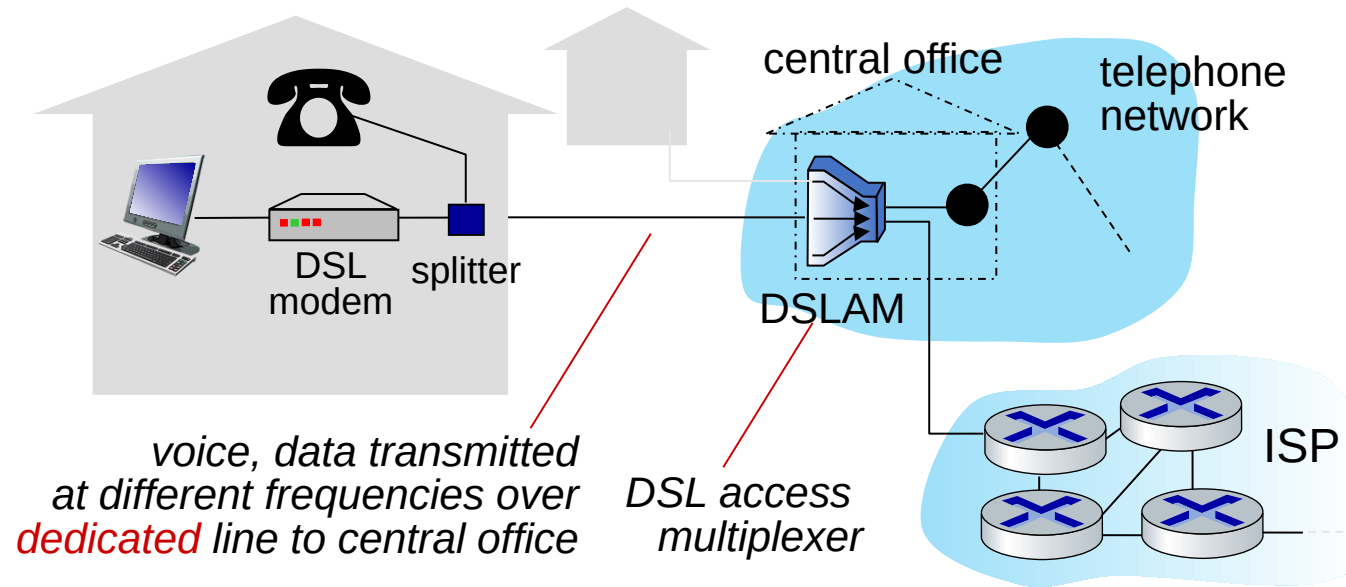 central office
telephone
network
DSL
modem
splitter
DSLAM
ISP
voice, data transmitted
at different frequencies over
dedicated line to central office
DSL access
multiplexer